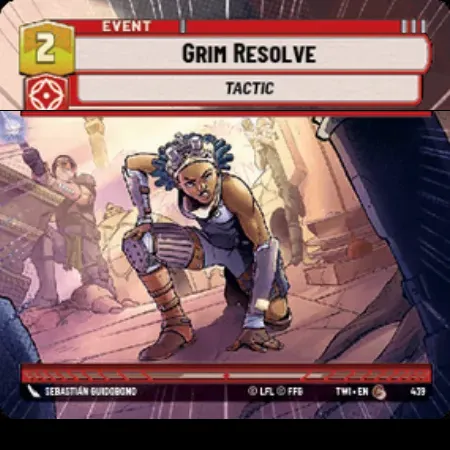 EVENT
2
GRIM RESOLVE
TACTIC
SEBASTIÁN GUIDOBONO © LFL © FFG TWI • EN 439